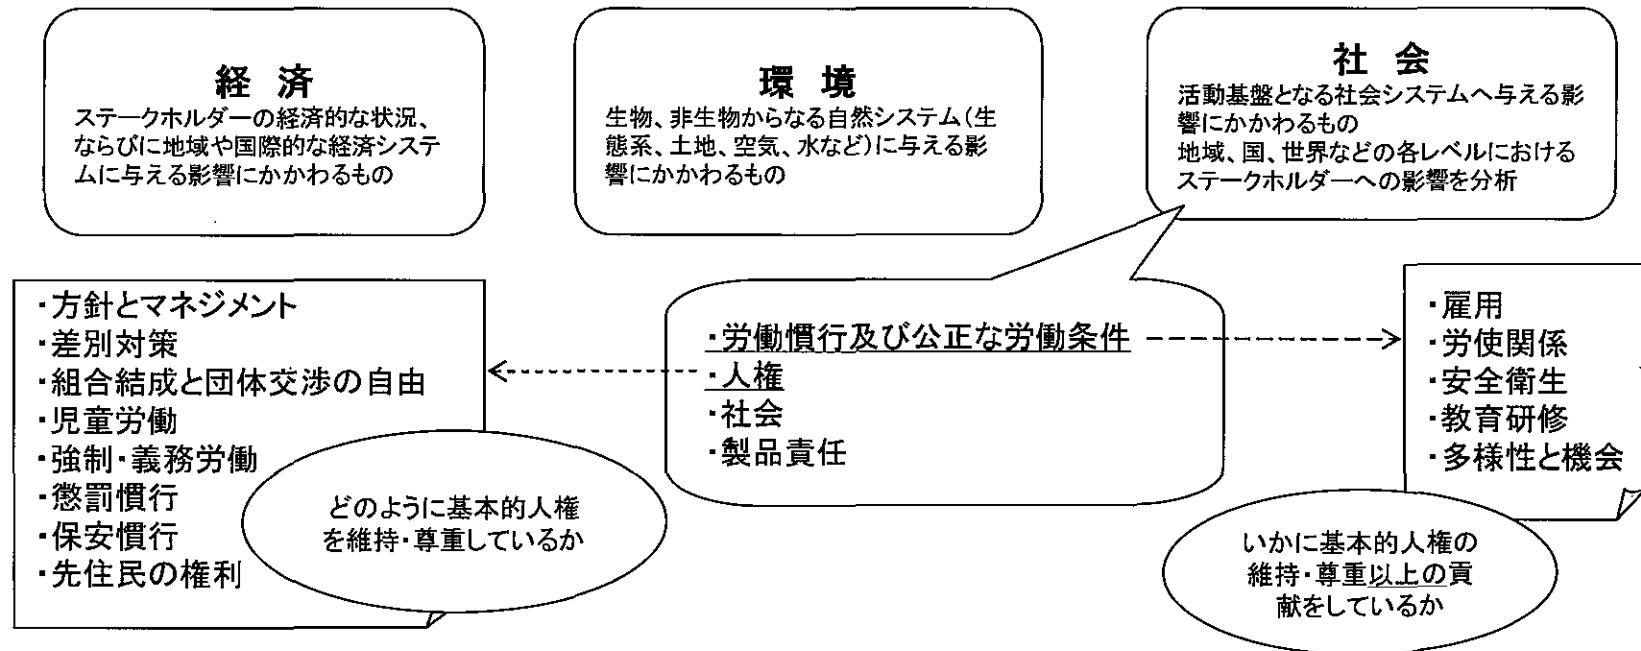 経 済
ステークホルダーの経済的な状況、
ならびに地域や国際的な経済システ
ムに与える影響にかかわるもの
環 境
生物、非生物からなる自然システム（生
態系、土地、空気、水など）に与える影
響にかかわるもの
社 会
活動基盤となる社会システムへ与える影
響にかかわるもの
地域、国、世界などの各レベルにおける
ステークホルダーへの影響を分析
・方針とマネジメント
・差別対策
・組合結成と団体交渉の自由
・児童労働
・強制・義務労働
・懲罰慣行
・保安慣行
・先住民の権利
どのように基本的人権
を維持・尊重しているか
・労働慣行及び公正な労働条件
・人権
・社会
・製品責任
・雇用
・労使関係
・安全衛生
・教育研修
・多様性と機会
いかに基本的人権の
維持・尊重以上の貢
献をしているか